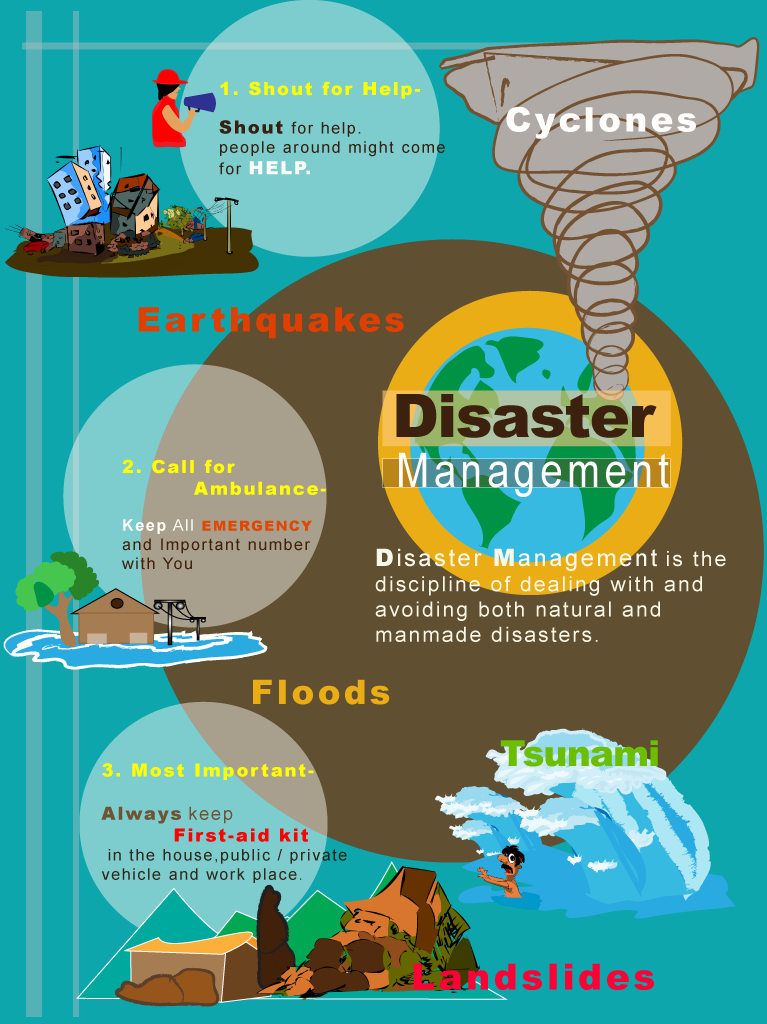 1. Shout for Help-
Shout for help.
people around might come
for HELP.
Cyclones
Earthquakes
Disaster
Management
2. Call for
Ambulance-
Keep All EMERGENCY
and Important number
with You
Disaster Management is the
discipline of dealing with and
avoiding both natural and
manmade disasters.
Floods
Tsunami
3. Most Important-
Always keep
First-aid kit
in the house,public / private
vehicle and work place.
Landslides